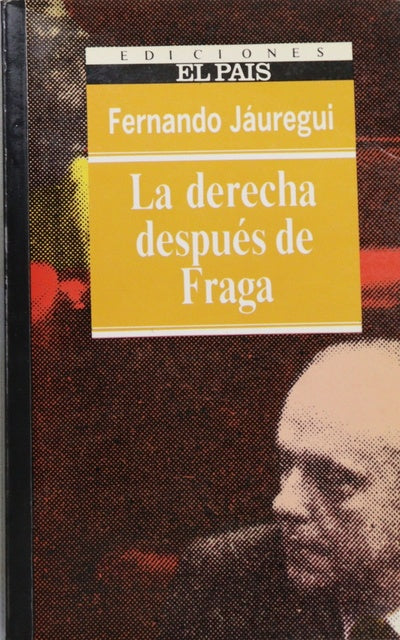 EDICIONES
EL PAIS
Fernando Jáuregui
La derecha
después de
Fraga